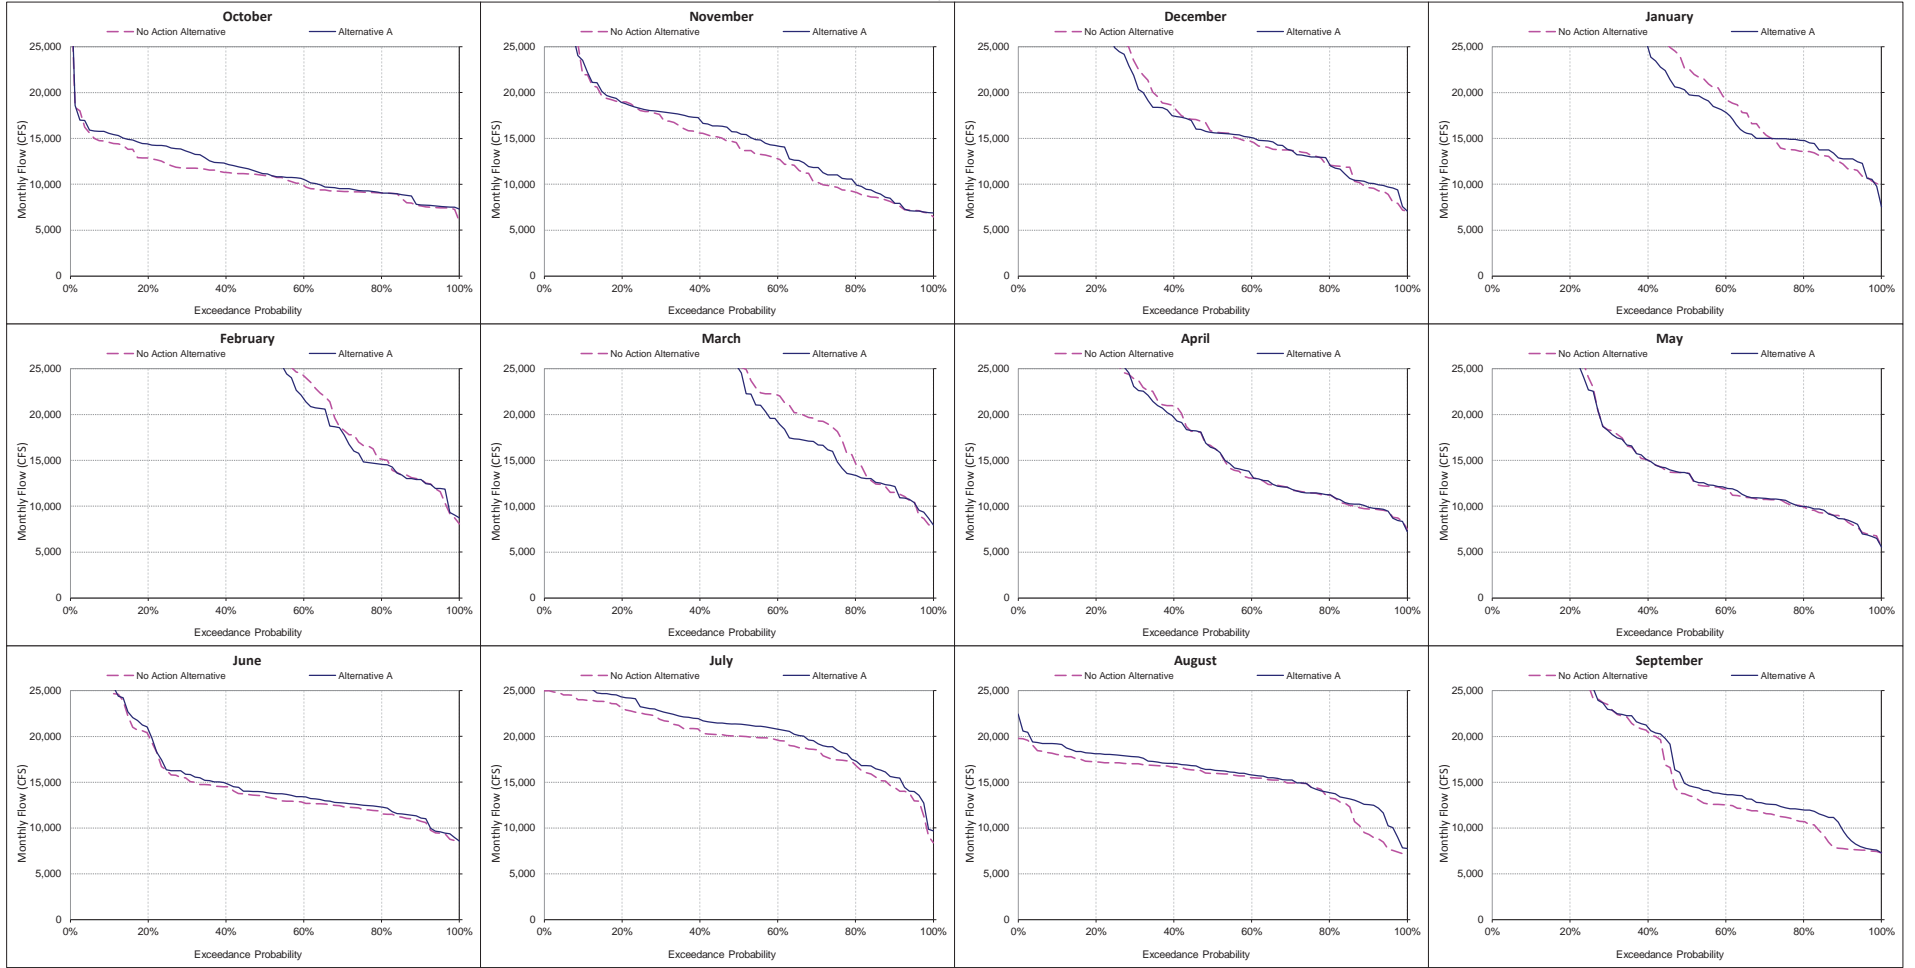 October
No Action Alternative Alternative A
Monthly Flow (CFS)
25,000
20,000
15,000
10,000
5,000
0
0% 20% 40% 60% 80% 100%
Exceedance Probability
November
No Action Alternative Alternative A
Monthly Flow (CFS)
25,000
20,000
15,000
10,000
5,000
0
0% 20% 40% 60% 80% 100%
Exceedance Probability
December
No Action Alternative Alternative A
Monthly Flow (CFS)
25,000
20,000
15,000
10,000
5,000
0
0% 20% 40% 60% 80% 100%
Exceedance Probability
January
No Action Alternative Alternative A
Monthly Flow (CFS)
25,000
20,000
15,000
10,000
5,000
0
0% 20% 40% 60% 80% 100%
Exceedance Probability
February
No Action Alternative Alternative A
Monthly Flow (CFS)
25,000
20,000
15,000
10,000
5,000
0
0% 20% 40% 60% 80% 100%
Exceedance Probability
March
No Action Alternative Alternative A
Monthly Flow (CFS)
25,000
20,000
15,000
10,000
5,000
0
0% 20% 40% 60% 80% 100%
Exceedance Probability
April
No Action Alternative Alternative A
Monthly Flow (CFS)
25,000
20,000
15,000
10,000
5,000
0
0% 20% 40% 60% 80% 100%
Exceedance Probability
May
No Action Alternative Alternative A
Monthly Flow (CFS)
25,000
20,000
15,000
10,000
5,000
0
0% 20% 40% 60% 80% 100%
Exceedance Probability
June
No Action Alternative Alternative A
Monthly Flow (CFS)
25,000
20,000
15,000
10,000
5,000
0
0% 20% 40% 60% 80% 100%
Exceedance Probability
July
No Action Alternative Alternative A
Monthly Flow (CFS)
25,000
20,000
15,000
10,000
5,000
0
0% 20% 40% 60% 80% 100%
Exceedance Probability
August
No Action Alternative Alternative A
Monthly Flow (CFS)
25,000
20,000
15,000
10,000
5,000
0
0% 20% 40% 60% 80% 100%
Exceedance Probability
September
No Action Alternative Alternative A
Monthly Flow (CFS)
25,000
20,000
15,000
10,000
5,000
0
0% 20% 40% 60% 80% 100%
Exceedance Probability